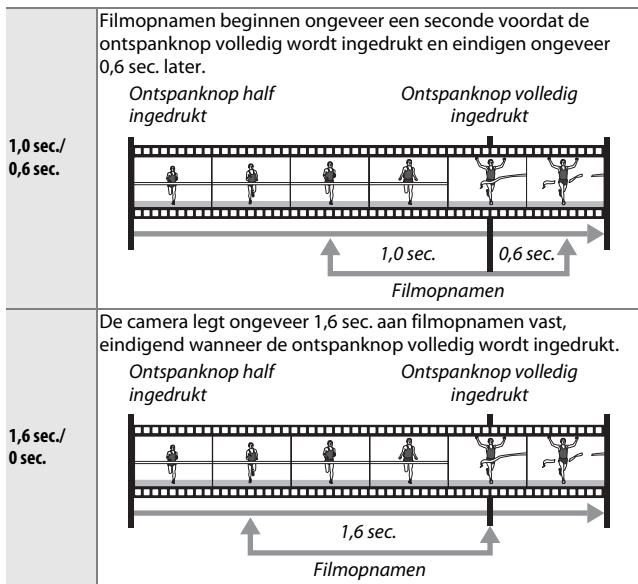 Filmopnamen beginnen ongeveer een seconde voordat de
ontspanknop volledig wordt ingedrukt en eindigen ongeveer
0,6 sec. later.
Ontspanknop half
ingedrukt
Ontspanknop volledig
ingedrukt
1,0 sec./
0,6 sec.
1,0 sec.
0,6 sec.
Filmopnamen
De camera legt ongeveer 1,6 sec. aan filmopnamen vast,
eindigend wanneer de ontspanknop volledig wordt ingedrukt.
Ontspanknop half
ingedrukt
Ontspanknop volledig
ingedrukt
1,6 sec./
0 sec.
1,6 sec.
Filmopnamen